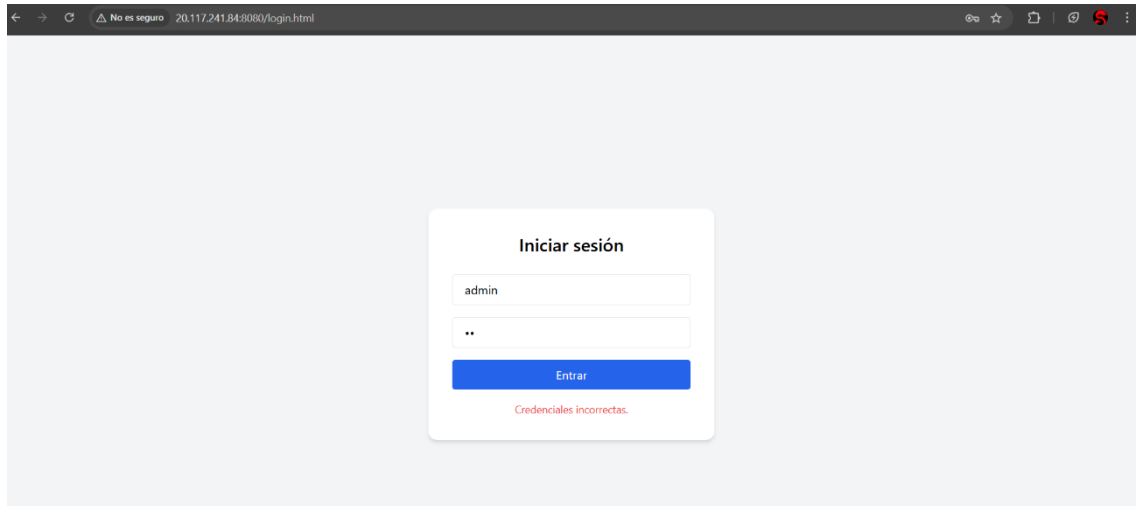 No es seguro 20.117.241.84:8080/login.html
Iniciar sesión
admin
••
Entrar
Credenciales incorrectas.